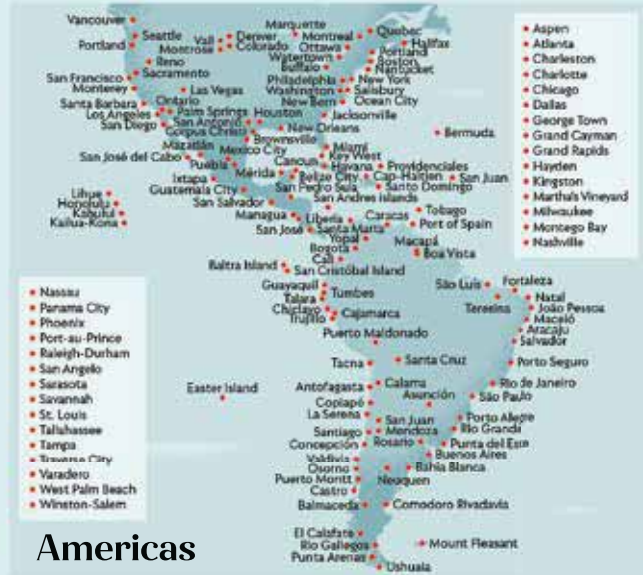 Vancouver
Seattle
Portland
Vail
Denver
Montrose
Colorado
Marquette
Montreal
Quebec
Ottawa
Halifax
Watertown
Portland
Buffalo
Boston
Nantucket
Reno
San Francisco
Sacramento
Monterey
Philadelphia
New York
Washington
Salisbury
New Bern
Ocean City
Las Vegas
Santa Barbara
Ontario
Los Angeles
Palm Springs
Houston
San Diego
San Antonio
Jacksonville
Corpus Christi
New Orleans
Bermuda
Brownsville
Mazatlán
Mexico City
Miami
San José del Cabo
Key West
Puebla
Cancun
Havana
Providenciales
Mérida
Belize City
Cap-Haïtien
San Juan
Ixtapa
San Pedro Sula
Santo Domingo
Guatemala City
San Andres islands
San Salvador
Lihue
Honolulu
Kahului
Kailua-Kona
Managua
Liberia
Caracas
Tobago
San José
Santa Marta
Port of Spain
Yopal
Bogota
Macapá
Cali
Boa Vista
Baltra Island
San Cristóbal Island
Guayaquil
São Luís
Fortaleza
Talara
Tumbes
Natal
Chiclayo
Teresina
João Pessoa
Trujillo
Cajamarca
Maceió
Aracaju
Puerto Maldonado
Salvador
Tacna
Santa Cruz
Porto Seguro
Easter Island
Antofagasta
Calama
Rio de Janeiro
Asunción
São Paulo
Copiapó
La Serena
San Juan
Porto Alegre
Santiago
Mendoza
Rio Grande
Concepción
Rosario
Punta del Este
Buenos Aires
Valdivia
Osorno
Bahia Blanca
Puerto Montt
Neuquen
Castro
Balmaceda
Comodoro Rivadavia
El Calafate
Rio Gallegos
Mount Pleasant
Punta Arenas
Ushuaia
Aspen
Atlanta
Charleston
Charlotte
Chicago
Dallas
George Town
Grand Cayman
Grand Rapids
Hayden
Kingston
Martha's Vineyard
Milwaukee
Montego Bay
Nashville
Nassau
Panama City
Phoenix
Port-au-Prince
Raleigh-Durham
San Angelo
Sarasota
Savannah
St. Louis
Tallahassee
Tampa
Traverse City
Varadero
West Palm Beach
Winston-Salem
Americas